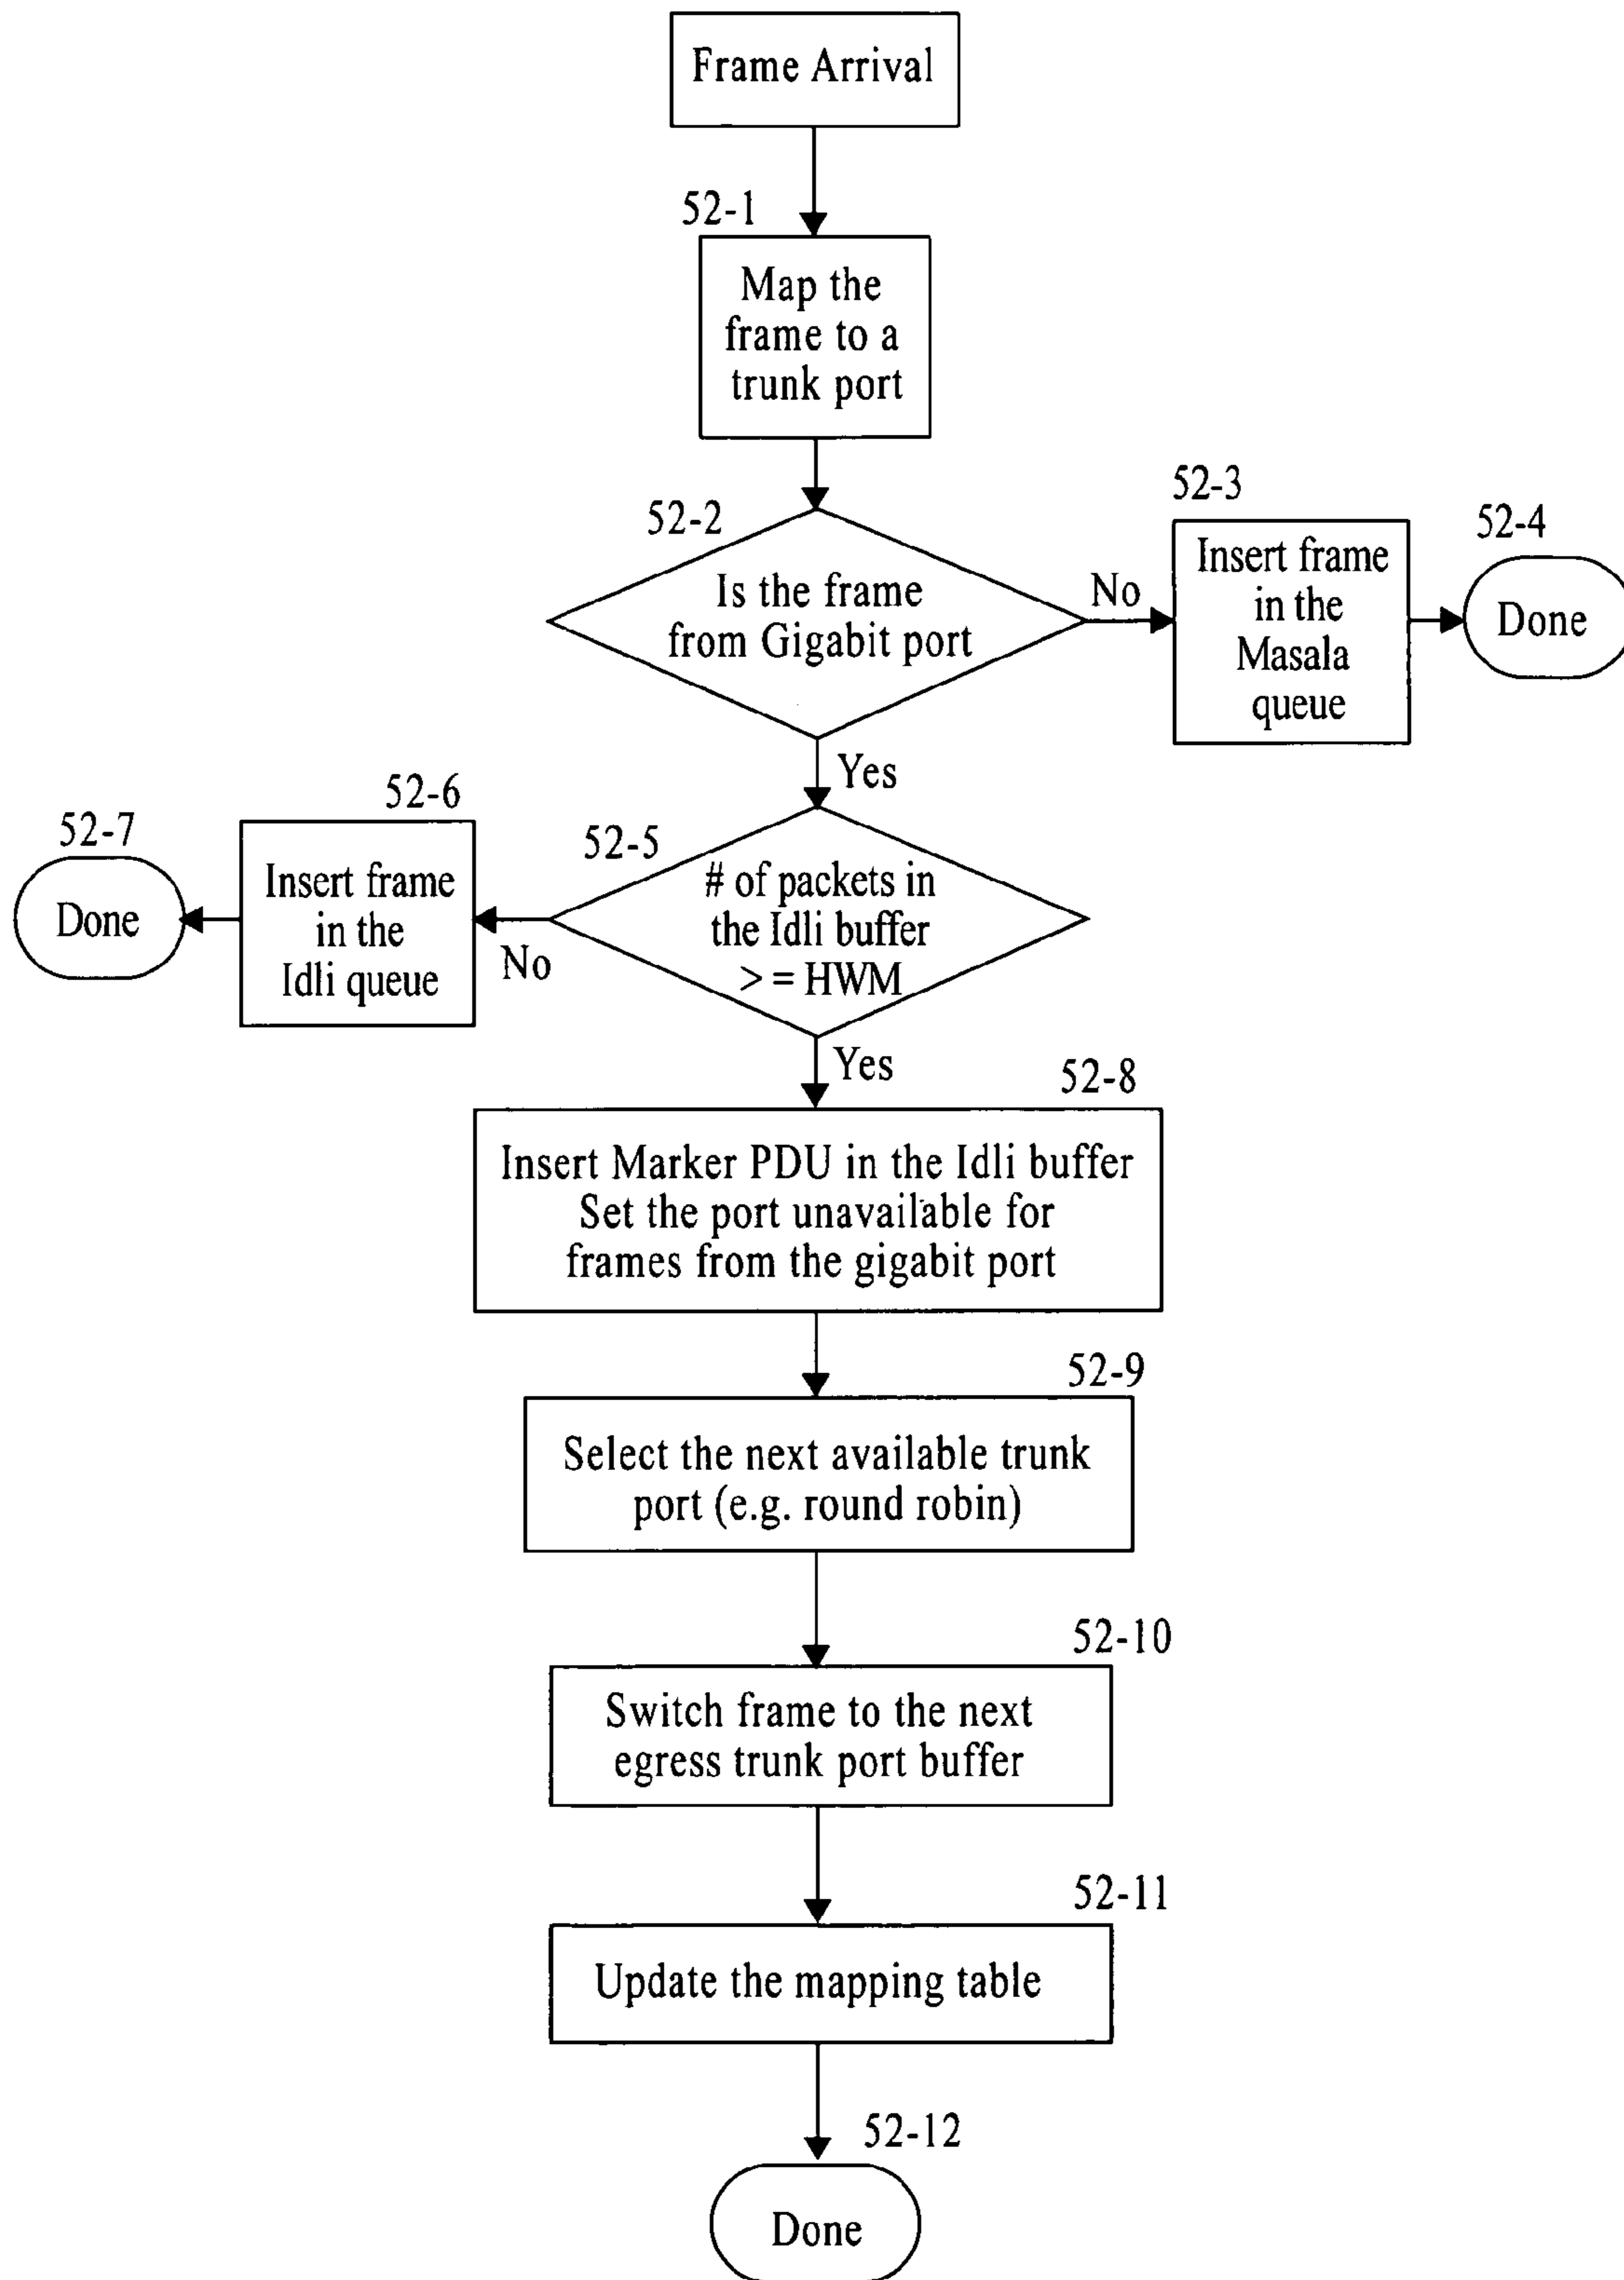 Frame Arrival
52-1
Map the
frame to a
trunk port
52-2
Is the frame
from Gigabit port
No
52-3
Insert frame
in the
Masala
queue
52-4
Done
Yes
52-5
# of packets in
the Idli buffer
> = HWM
No
52-6
Insert frame
in the
Idli queue
52-7
Done
Yes
52-8
Insert Marker PDU in the Idli buffer
Set the port unavailable for
frames from the gigabit port
52-9
Select the next available trunk
port (e.g. round robin)
52-10
Switch frame to the next
egress trunk port buffer
52-11
Update the mapping table
52-12
Done